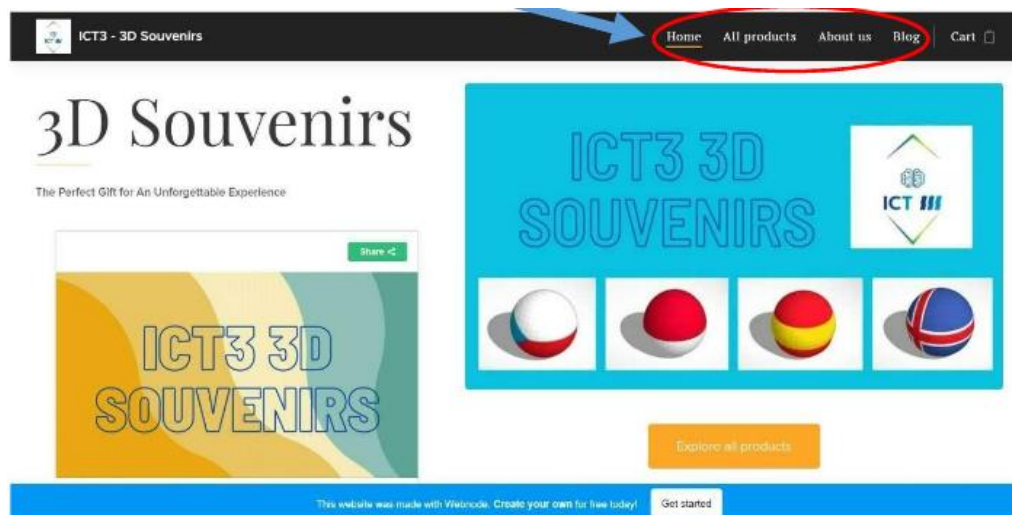 ICT3 - 3D Souvenirs
Home All products About us Blog Cart
3D Souvenirs
The Perfect Gift for An Unforgettable Experience
Share
ICT3 3D
SOUVENIRS
ICT3 3D
SOUVENIRS
ICT III
Explore all products
This website was made with Webnode. Create your own for free today! Get started